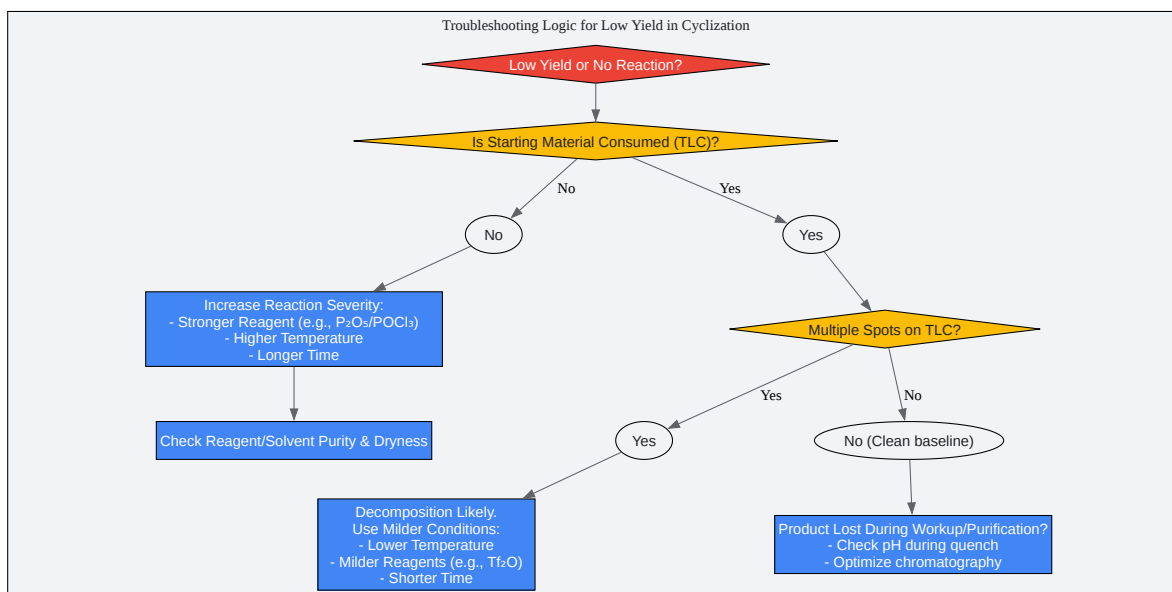 Troubleshooting Logic for Low Yield in Cyclization
Low Yield or No Reaction?
Is Starting Material Consumed (TLC)?
No
Yes
No
Yes
Increase Reaction Severity:
- Stronger Reagent (e.g., P₂O₅/POCl₃)
- Higher Temperature
- Longer Time
Multiple Spots on TLC?
Yes
No
Check Reagent/Solvent Purity & Dryness
Yes
No (Clean baseline)
Decomposition Likely.
Use Milder Conditions:
- Lower Temperature
- Milder Reagents (e.g., Tf₂O)
- Shorter Time
Product Lost During Workup/Purification?
- Check pH during quench
- Optimize chromatography